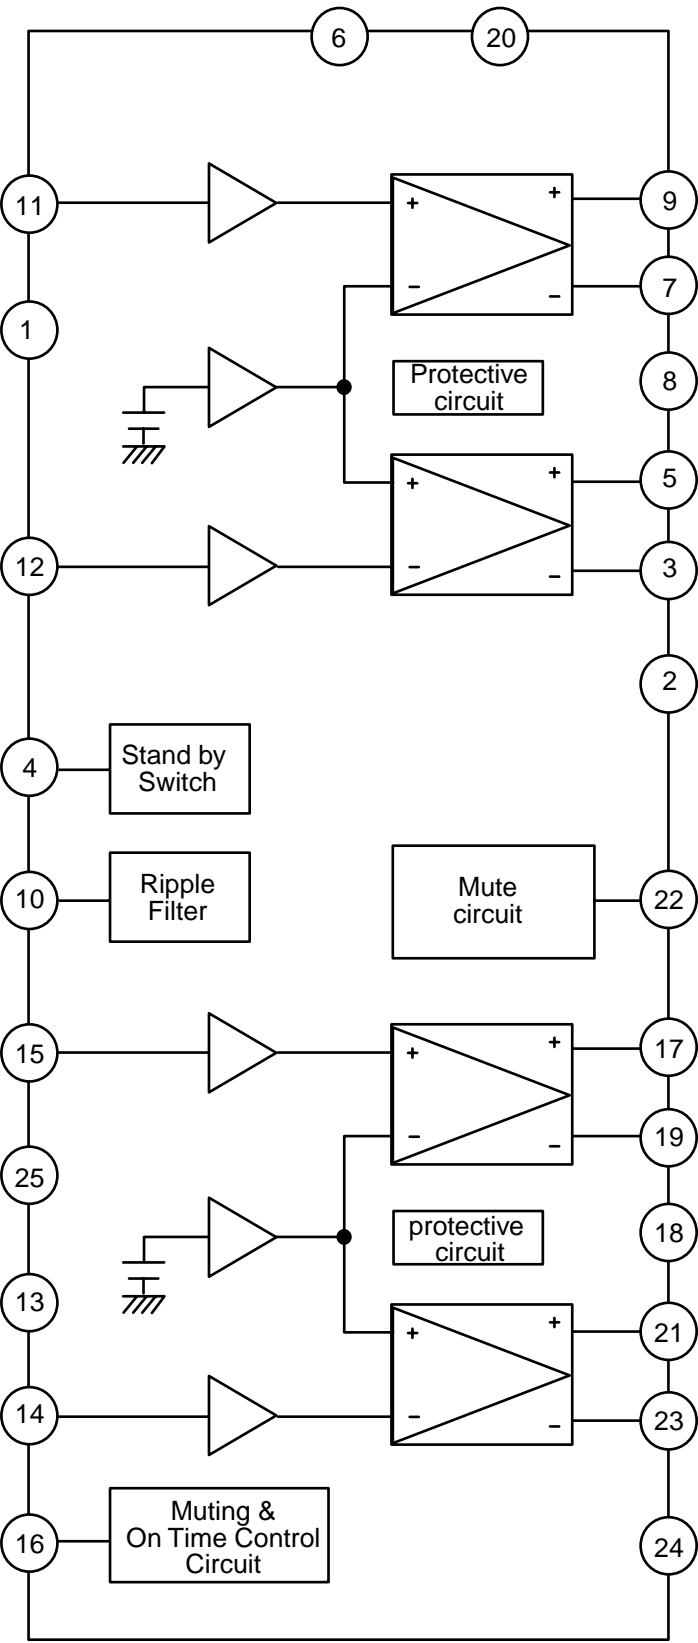 6 20
+ 9
11 +
- 7
-
1
Protective 8
circuit
+ 5
+
12 - 3
-
2
4 Stand by
Switch
10 Ripple
Filter
Mute 22
circuit
+ 17
15 +
- 19
-
25
protective 18
circuit
13
+ 21
+
14 - 23
-
Muting &
16 On Time Control 24
Circuit